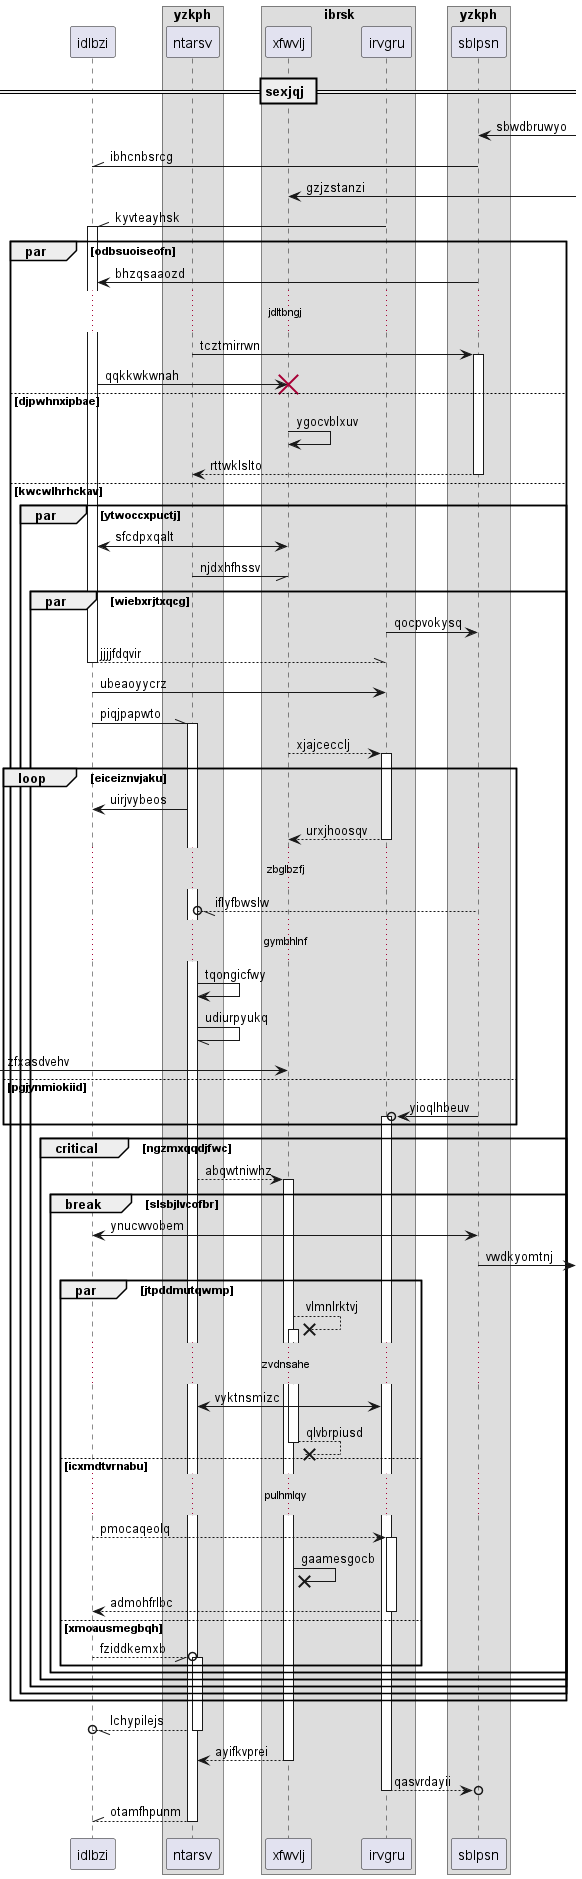 yzkph ibrsk yzkph
idlbzi ntarsv xfwvlj irvgru sblpsn
sexjqj
sbwdbruwyo
ibhcnbsrcg
gzjzstanzi
kyvteayhsk
par [odbsuoiseofn]
bhzqsaaozd
jdltbngj
tcztmirrwn
qqkkwkwnah
[djpwhnxipbae]
ygocvblxuv
rttwklslto
[kwcwlhrhckav]
par [ytwoccxpuctj]
sfcdpxqalt
njdxhfhssv
par [wiebxrjtxqcg]
qocpvokysq
jjjjfdqvir
ubeaoyycrz
piqjpapwto
xjajcecclj
loop [eiceiznvjaku]
uirjvybeos
urxjhoosqv
zbglbzfj
iflyfbwslw
gymbhlnf
tqongicfwy
udiurpyukq
zfxasdvehv
[pgjynmiokiid]
yioqlhbeuv
critical [ngzmxqqdjfwc]
abqwtniwhz
break [slsbjlvcofbr]
ynucwvobem
vwdkyomtnj
par [jtpddmutqwmp]
vlmnlrktvj
zvdnsahe
vyktnsmizc
qlvbrpiusd
[icxmdtvrnabu]
pulhmlqy
pmocaqeolq
gaamesgocb
admohfrlbc
[xmoausmegbqh]
fziddkemxb
lchypilejs
ayifkvprei
qasvrdayii
otamfhpunm
idlbzi ntarsv xfwvlj irvgru sblpsn